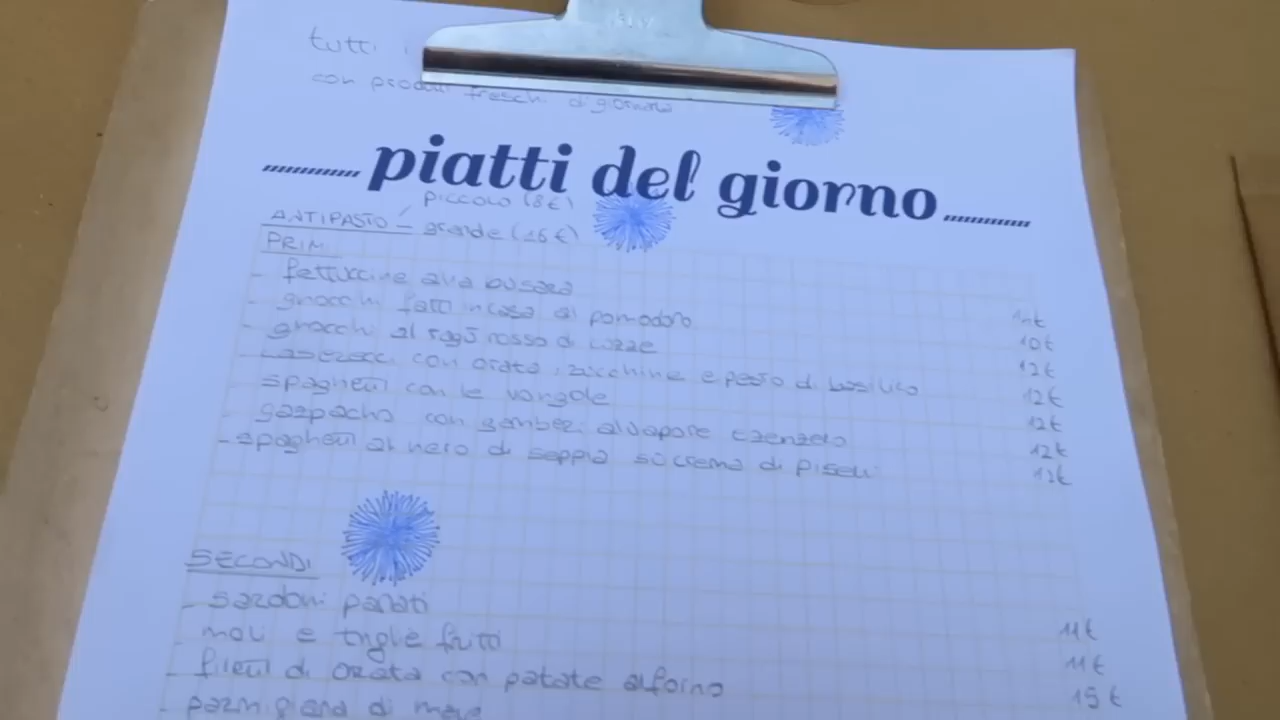 tutti i
con prodotti freschi di giornata
piatti del giorno
PICCOLO (8€)
ANTIPASTO - grande (16€)
PRIMI
- fettuccine alla busara
- gnocchi fatti in casa al pomodoro 10€
- gnocchi al ragù rosso di cozze 12€
- casarecce con orata, zucchine e pesto di basilico 12€
- spaghetti con le vongole 12€
- gazpacho con gamberi al vapore e zenzero 12€
- spaghetti al nero di seppia su crema di piselli
SECONDI
- sardoni panati 11€
- moli e triglie fritti 11€
- filetti di orata con patate al forno 15€
- parmigiana di mare